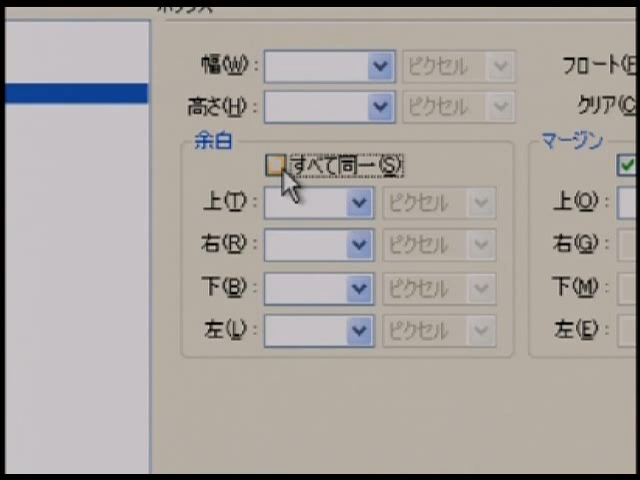 ボックス
幅(W): ピクセル フロート(E
高さ(H): ピクセル クリア(C
余白 マージン
すべて同一(S)
上(T): ピクセル 上(O):
右(R): ピクセル 右(G):
下(B): ピクセル 下(M):
左(L): ピクセル 左(E):